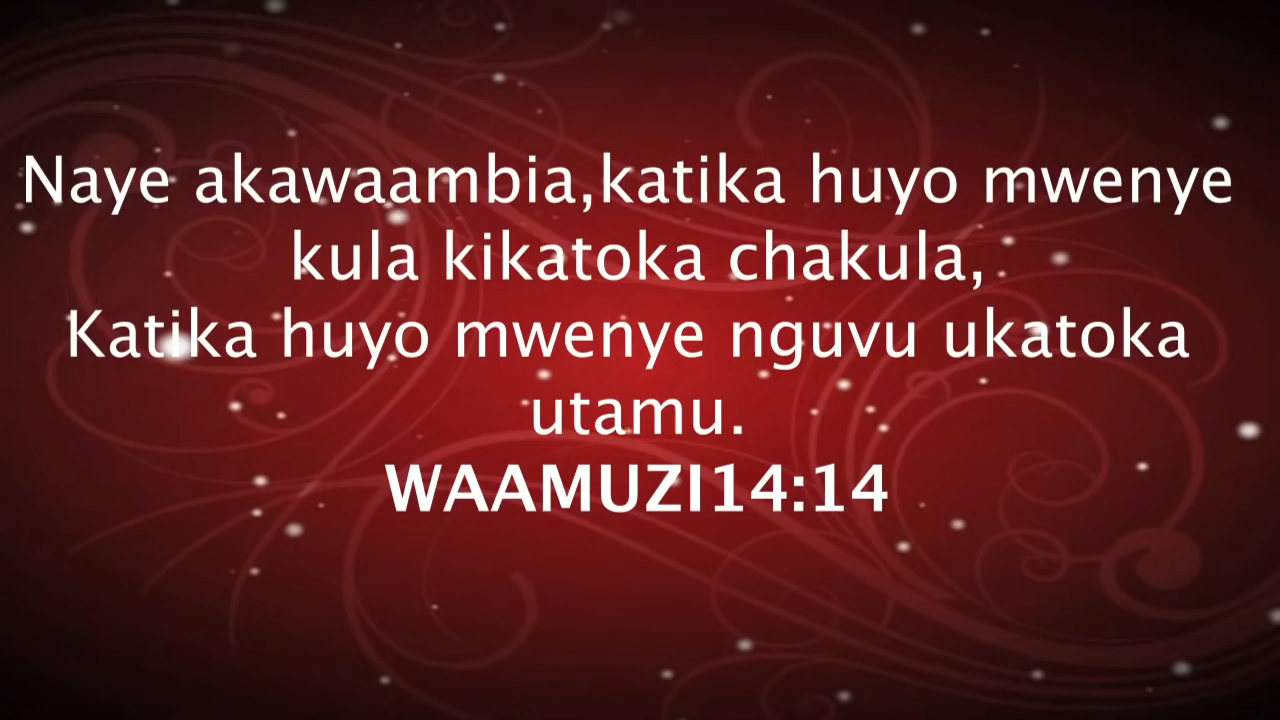 Naye akawaambia,katika huyo mwenye
kula kikatoka chakula,
Katika huyo mwenye nguvu ukatoka
utamu.
WAAMUZI14:14